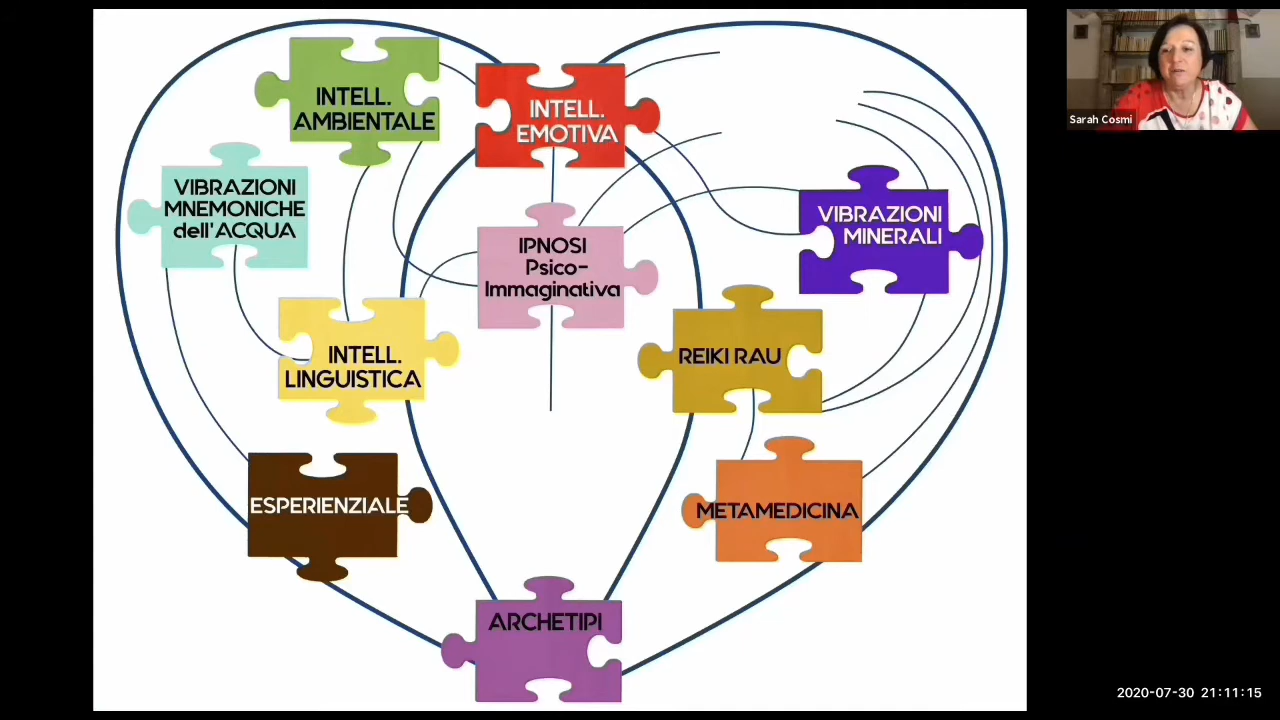 INTELL.
AMBIENTALE
INTELL.
EMOTIVA
VIBRAZIONI
MNEMONICHE
dell'ACQUA
VIBRAZIONI
MINERALI
IPNOSI
Psico-
Immaginativa
INTELL.
LINGUISTICA
REIKI RAU
ESPERIENZIALE
METAMEDICINA
ARCHETIPI
Sarah Cosmi
2020-07-30 21:11:15